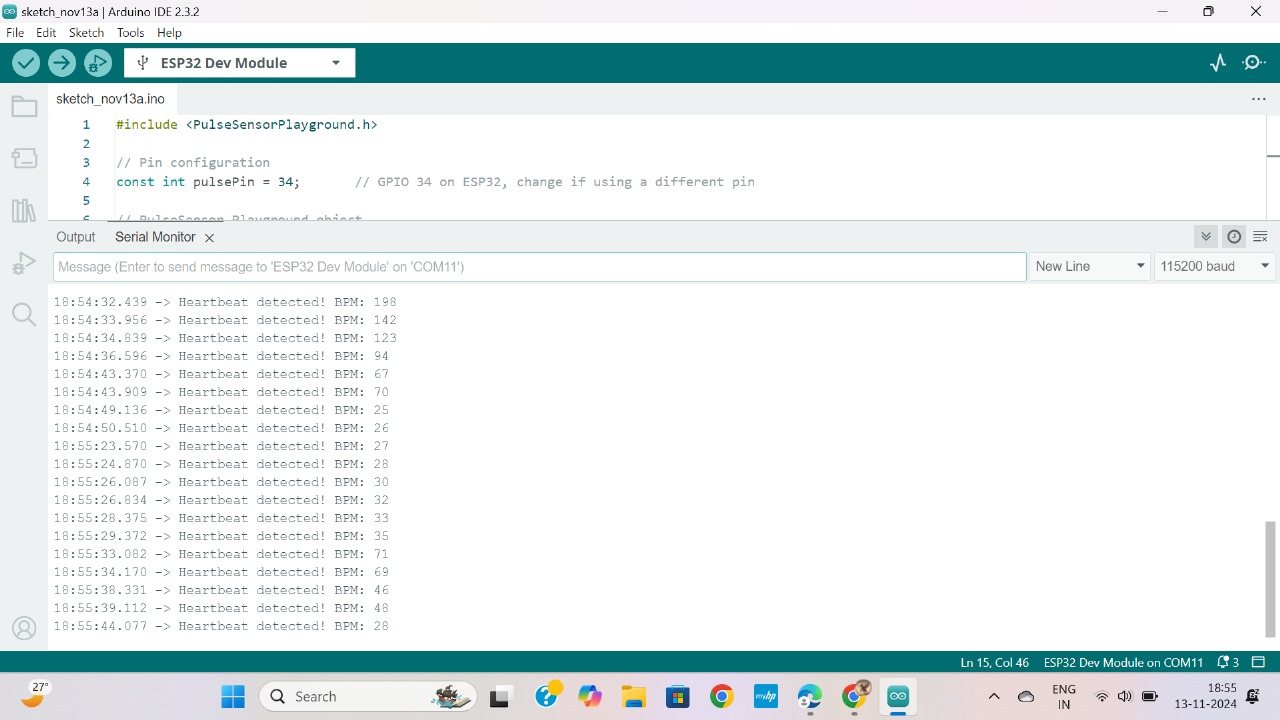 sketch_nov13a | Arduino IDE 2.3.2
File Edit Sketch Tools Help
ESP32 Dev Module
sketch_nov13a.ino
1 #include <PulseSensorPlayground.h>
2
3 // Pin configuration
4 const int pulsePin = 34; // GPIO 34 on ESP32, change if using a different pin
5
6 // PulseSensor Playground object
Output Serial Monitor
Message (Enter to send message to 'ESP32 Dev Module' on 'COM11') New Line 115200 baud
18:54:32.439 -> Heartbeat detected! BPM: 198
18:54:33.956 -> Heartbeat detected! BPM: 142
18:54:34.839 -> Heartbeat detected! BPM: 123
18:54:36.596 -> Heartbeat detected! BPM: 94
18:54:43.370 -> Heartbeat detected! BPM: 67
18:54:43.909 -> Heartbeat detected! BPM: 70
18:54:49.136 -> Heartbeat detected! BPM: 25
18:54:50.510 -> Heartbeat detected! BPM: 26
18:55:23.570 -> Heartbeat detected! BPM: 27
18:55:24.870 -> Heartbeat detected! BPM: 28
18:55:26.087 -> Heartbeat detected! BPM: 30
18:55:26.834 -> Heartbeat detected! BPM: 32
18:55:28.375 -> Heartbeat detected! BPM: 33
18:55:29.372 -> Heartbeat detected! BPM: 35
18:55:33.082 -> Heartbeat detected! BPM: 71
18:55:34.170 -> Heartbeat detected! BPM: 69
18:55:38.331 -> Heartbeat detected! BPM: 46
18:55:39.112 -> Heartbeat detected! BPM: 48
18:55:44.077 -> Heartbeat detected! BPM: 28
Ln 15, Col 46 ESP32 Dev Module on COM11 3
27° Search myhp ENG 18:55
IN 13-11-2024